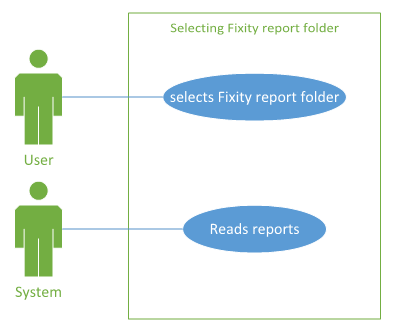 Selecting Fixity report folder
selects Fixity report folder
User
Reads reports
System